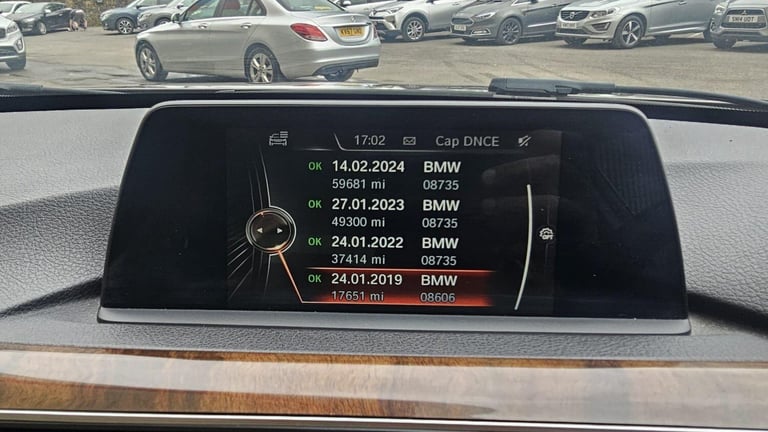 17:02 Cap DNCE
OK 14.02.2024 BMW
59681 mi 08735
OK 27.01.2023 BMW
49300 mi 08735
OK 24.01.2022 BMW
37414 mi 08735
OK 24.01.2019 BMW
17651 mi 08606